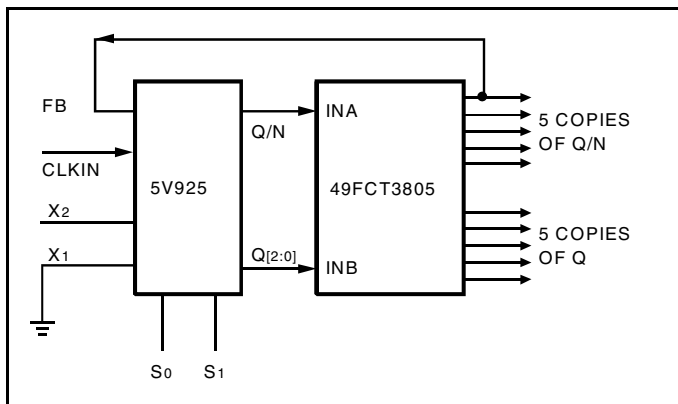 FB
CLKIN
X2
X1
5V925
S0
S1
Q/N
Q[2:0]
INA
49FCT3805
INB
5 COPIES
OF Q/N
5 COPIES
OF Q